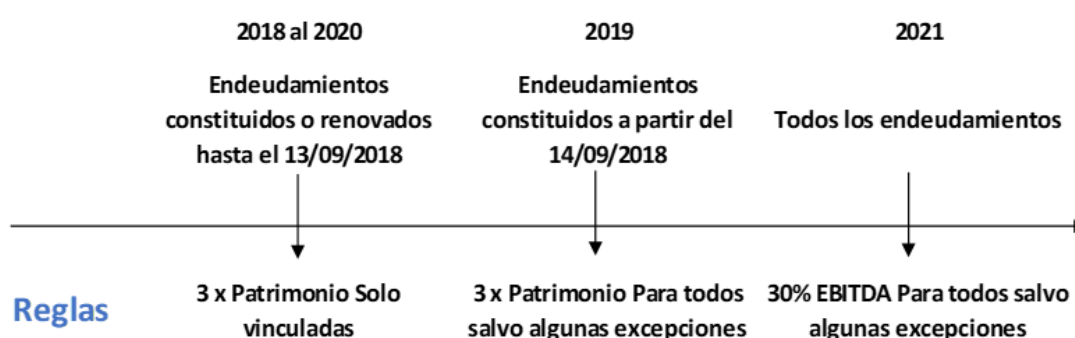 2018 al 2020
Endeudamientos
constituidos o renovados
hasta el 13/09/2018
2019
Endeudamientos
constituidos a partir del
14/09/2018
2021
Todos los endeudamientos
Reglas
3 x Patrimonio Solo
vinculadas
3 x Patrimonio Para todos
salvo algunas excepciones
30% EBITDA Para todos salvo
algunas excepciones